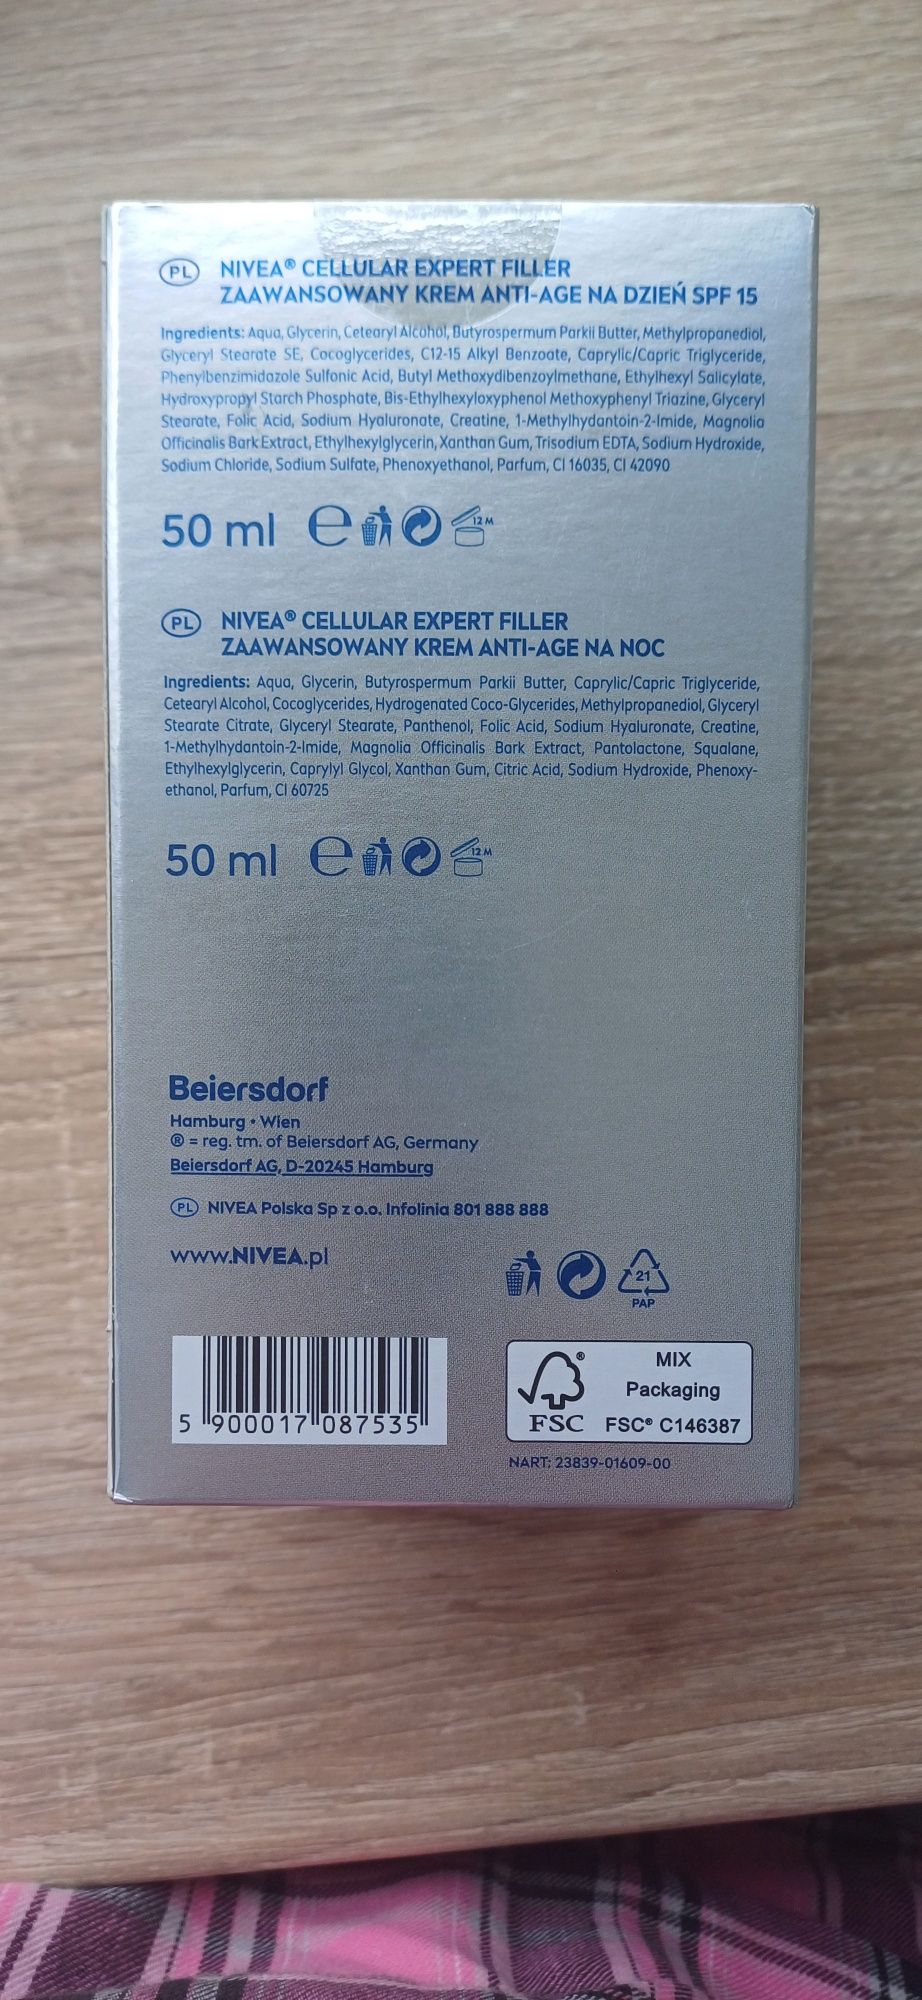 PL NIVEA® CELLULAR EXPERT FILLER
ZAAWANSOWANY KREM ANTI-AGE NA DZIEŃ SPF 15
Ingredients: Aqua, Glycerin, Cetearyl Alcohol, Butyrospermum Parkii Butter, Methylpropanediol,
Glyceryl Stearate SE, Cocoglycerides, C12-15 Alkyl Benzoate, Caprylic/Capric Triglyceride,
Phenylbenzimidazole Sulfonic Acid, Butyl Methoxydibenzoylmethane, Ethylhexyl Salicylate,
Hydroxypropyl Starch Phosphate, Bis-Ethylhexyloxyphenol Methoxyphenyl Triazine, Glyceryl
Stearate, Folic Acid, Sodium Hyaluronate, Creatine, 1-Methylhydantoin-2-Imide, Magnolia
Officinalis Bark Extract, Ethylhexylglycerin, Xanthan Gum, Trisodium EDTA, Sodium Hydroxide,
Sodium Chloride, Sodium Sulfate, Phenoxyethanol, Parfum, CI 16035, CI 42090
50 ml ℮ 12 M
PL NIVEA® CELLULAR EXPERT FILLER
ZAAWANSOWANY KREM ANTI-AGE NA NOC
Ingredients: Aqua, Glycerin, Butyrospermum Parkii Butter, Caprylic/Capric Triglyceride,
Cetearyl Alcohol, Cocoglycerides, Hydrogenated Coco-Glycerides, Methylpropanediol, Glyceryl
Stearate Citrate, Glyceryl Stearate, Panthenol, Folic Acid, Sodium Hyaluronate, Creatine,
1-Methylhydantoin-2-Imide, Magnolia Officinalis Bark Extract, Pantolactone, Squalane,
Ethylhexylglycerin, Caprylyl Glycol, Xanthan Gum, Citric Acid, Sodium Hydroxide, Phenoxy-
ethanol, Parfum, CI 60725
50 ml ℮ 12 M
Beiersdorf
Hamburg • Wien
® = reg. tm. of Beiersdorf AG, Germany
Beiersdorf AG, D-20245 Hamburg
PL NIVEA Polska Sp z o.o. Infolinia 801 888 888
www.NIVEA.pl
21
PAP
5 900017 087535
®
FSC
MIX
Packaging
FSC® C146387
NART: 23839-01609-00